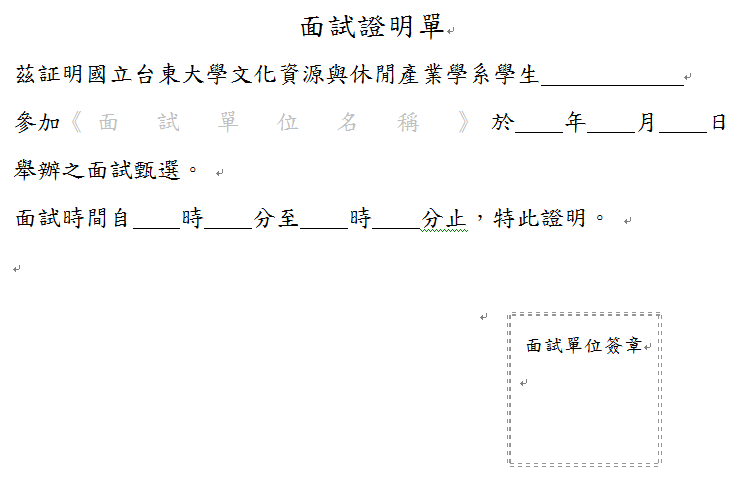 面試證明單
茲証明國立台東大學文化資源與休閒產業學系學生____________
參加《面試單位名稱》於____年____月____日
舉辦之面試甄選。
面試時間自____時____分至____時____分止，特此證明。
面試單位簽章